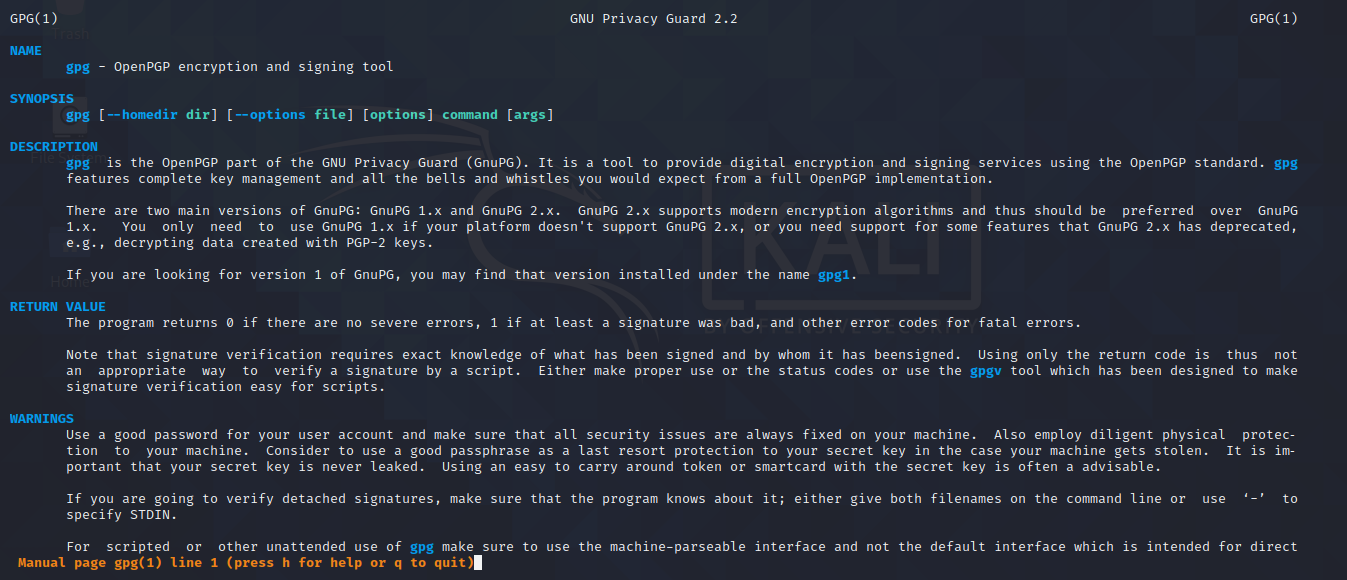 GPG(1) GNU Privacy Guard 2.2 GPG(1)
NAME
gpg - OpenPGP encryption and signing tool
SYNOPSIS
gpg [--homedir dir] [--options file] [options] command [args]
DESCRIPTION
gpg is the OpenPGP part of the GNU Privacy Guard (GnuPG). It is a tool to provide digital encryption and signing services using the OpenPGP standard. gpg
features complete key management and all the bells and whistles you would expect from a full OpenPGP implementation.
There are two main versions of GnuPG: GnuPG 1.x and GnuPG 2.x. GnuPG 2.x supports modern encryption algorithms and thus should be preferred over GnuPG
1.x. You only need to use GnuPG 1.x if your platform doesn't support GnuPG 2.x, or you need support for some features that GnuPG 2.x has deprecated,
e.g., decrypting data created with PGP-2 keys.
If you are looking for version 1 of GnuPG, you may find that version installed under the name gpg1.
RETURN VALUE
The program returns 0 if there are no severe errors, 1 if at least a signature was bad, and other error codes for fatal errors.
Note that signature verification requires exact knowledge of what has been signed and by whom it has beensigned. Using only the return code is thus not
an appropriate way to verify a signature by a script. Either make proper use or the status codes or use the gpgv tool which has been designed to make
signature verification easy for scripts.
WARNINGS
Use a good password for your user account and make sure that all security issues are always fixed on your machine. Also employ diligent physical protec-
tion to your machine. Consider to use a good passphrase as a last resort protection to your secret key in the case your machine gets stolen. It is im-
portant that your secret key is never leaked. Using an easy to carry around token or smartcard with the secret key is often a advisable.
If you are going to verify detached signatures, make sure that the program knows about it; either give both filenames on the command line or use ‘-’ to
specify STDIN.
For scripted or other unattended use of gpg make sure to use the machine-parseable interface and not the default interface which is intended for direct
Manual page gpg(1) line 1 (press h for help or q to quit)
Trash
File System
Home
KALI
BY OFFENSIVE SECURITY